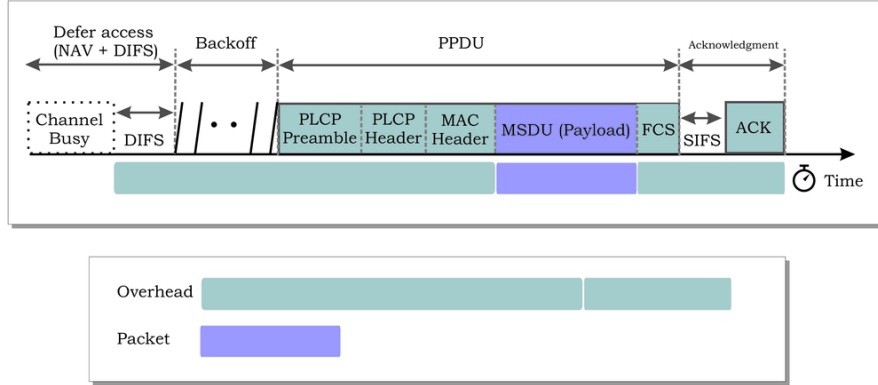 Defer access
(NAV + DIFS)
Backoff
PPDU
Acknowledgment
Channel
Busy
DIFS
PLCP
Preamble
PLCP
Header
MAC
Header
MSDU (Payload)
FCS
SIFS
ACK
Time
Overhead
Packet